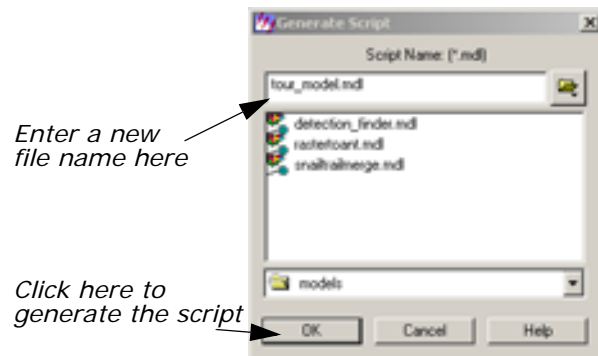 Generate Script
Script Name: (*.mdl)
tour_model.mdl
Enter a new
file name here
detection_finder.mdl
rastertoant.mdl
snailtrailmerge.mdl
models
Click here to
generate the script
OK
Cancel
Help